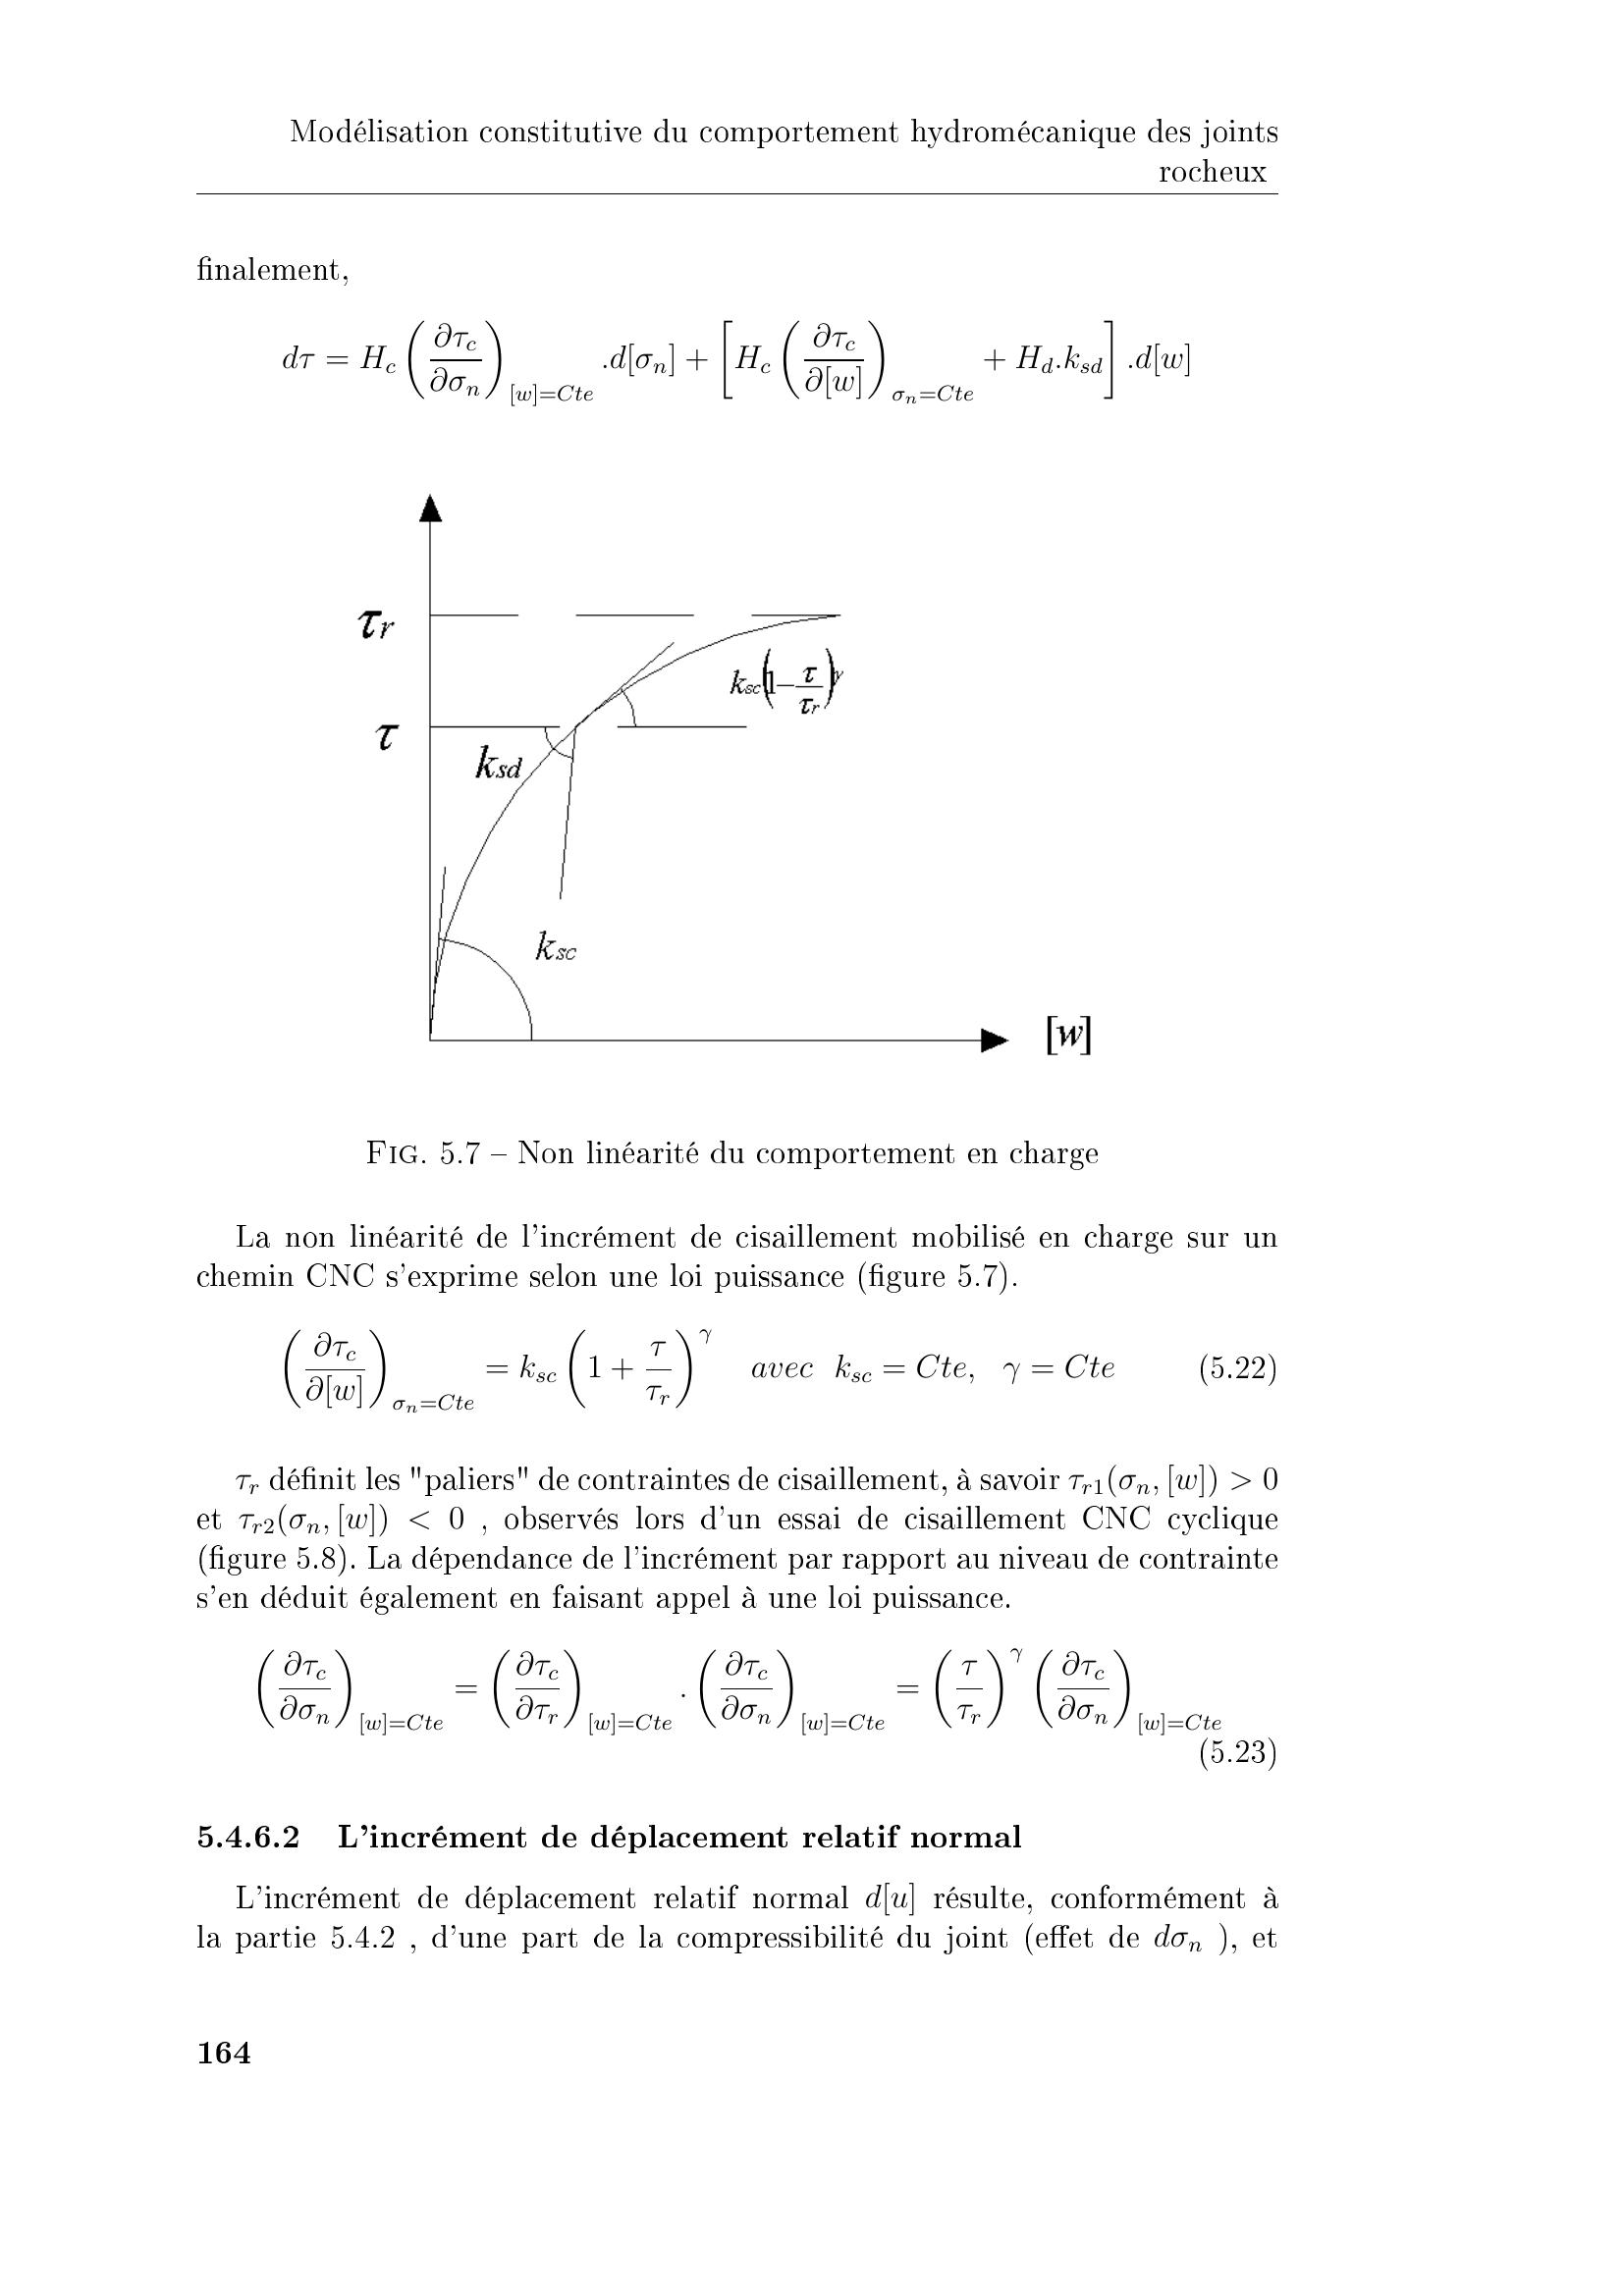 Modélisation constitutive du comportement hydromécanique des joints
rocheux
finalement,
$d\tau = H_c \left( \frac{\partial \tau_c}{\partial \sigma_n} \right)_{[w]=Cte} .d[\sigma_n] + \left[ H_c \left( \frac{\partial \tau_c}{\partial [w]} \right)_{\sigma_n=Cte} + H_d.k_{sd} \right] .d[w]$
$\tau_r$
$k_{sc}\left(1-\frac{\tau}{\tau_r}\right)^\gamma$
$\tau$
$k_{sd}$
$k_{sc}$
[w]
FIG. 5.7 – Non linéarité du comportement en charge
La non linéarité de l'incrément de cisaillement mobilisé en charge sur un
chemin CNC s'exprime selon une loi puissance (figure 5.7).
$\left( \frac{\partial \tau_c}{\partial [w]} \right)_{\sigma_n=Cte} = k_{sc} \left( 1 + \frac{\tau}{\tau_r} \right)^\gamma \quad avec \ \ k_{sc} = Cte, \ \ \gamma = Cte$ (5.22)
$\tau_r$ définit les "paliers" de contraintes de cisaillement, à savoir $\tau_{r1}(\sigma_n, [w]) > 0$
et $\tau_{r2}(\sigma_n, [w]) < 0$ , observés lors d'un essai de cisaillement CNC cyclique
(figure 5.8). La dépendance de l'incrément par rapport au niveau de contrainte
s'en déduit également en faisant appel à une loi puissance.
$\left( \frac{\partial \tau_c}{\partial \sigma_n} \right)_{[w]=Cte} = \left( \frac{\partial \tau_c}{\partial \tau_r} \right)_{[w]=Cte} . \left( \frac{\partial \tau_c}{\partial \sigma_n} \right)_{[w]=Cte} = \left( \frac{\tau}{\tau_r} \right)^\gamma \left( \frac{\partial \tau_c}{\partial \sigma_n} \right)_{[w]=Cte}$
(5.23)
5.4.6.2 L'incrément de déplacement relatif normal
L'incrément de déplacement relatif normal $d[u]$ résulte, conformément à
la partie 5.4.2 , d'une part de la compressibilité du joint (effet de $d\sigma_n$ ), et
164